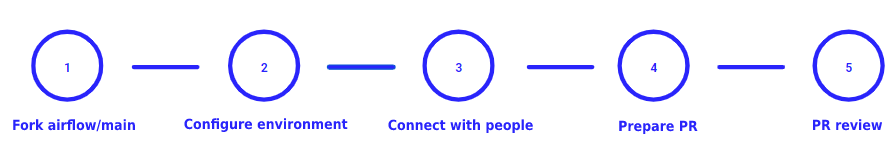 1
2
3
4
5
Fork airflow/main
Configure environment
Connect with people
Prepare PR
PR review